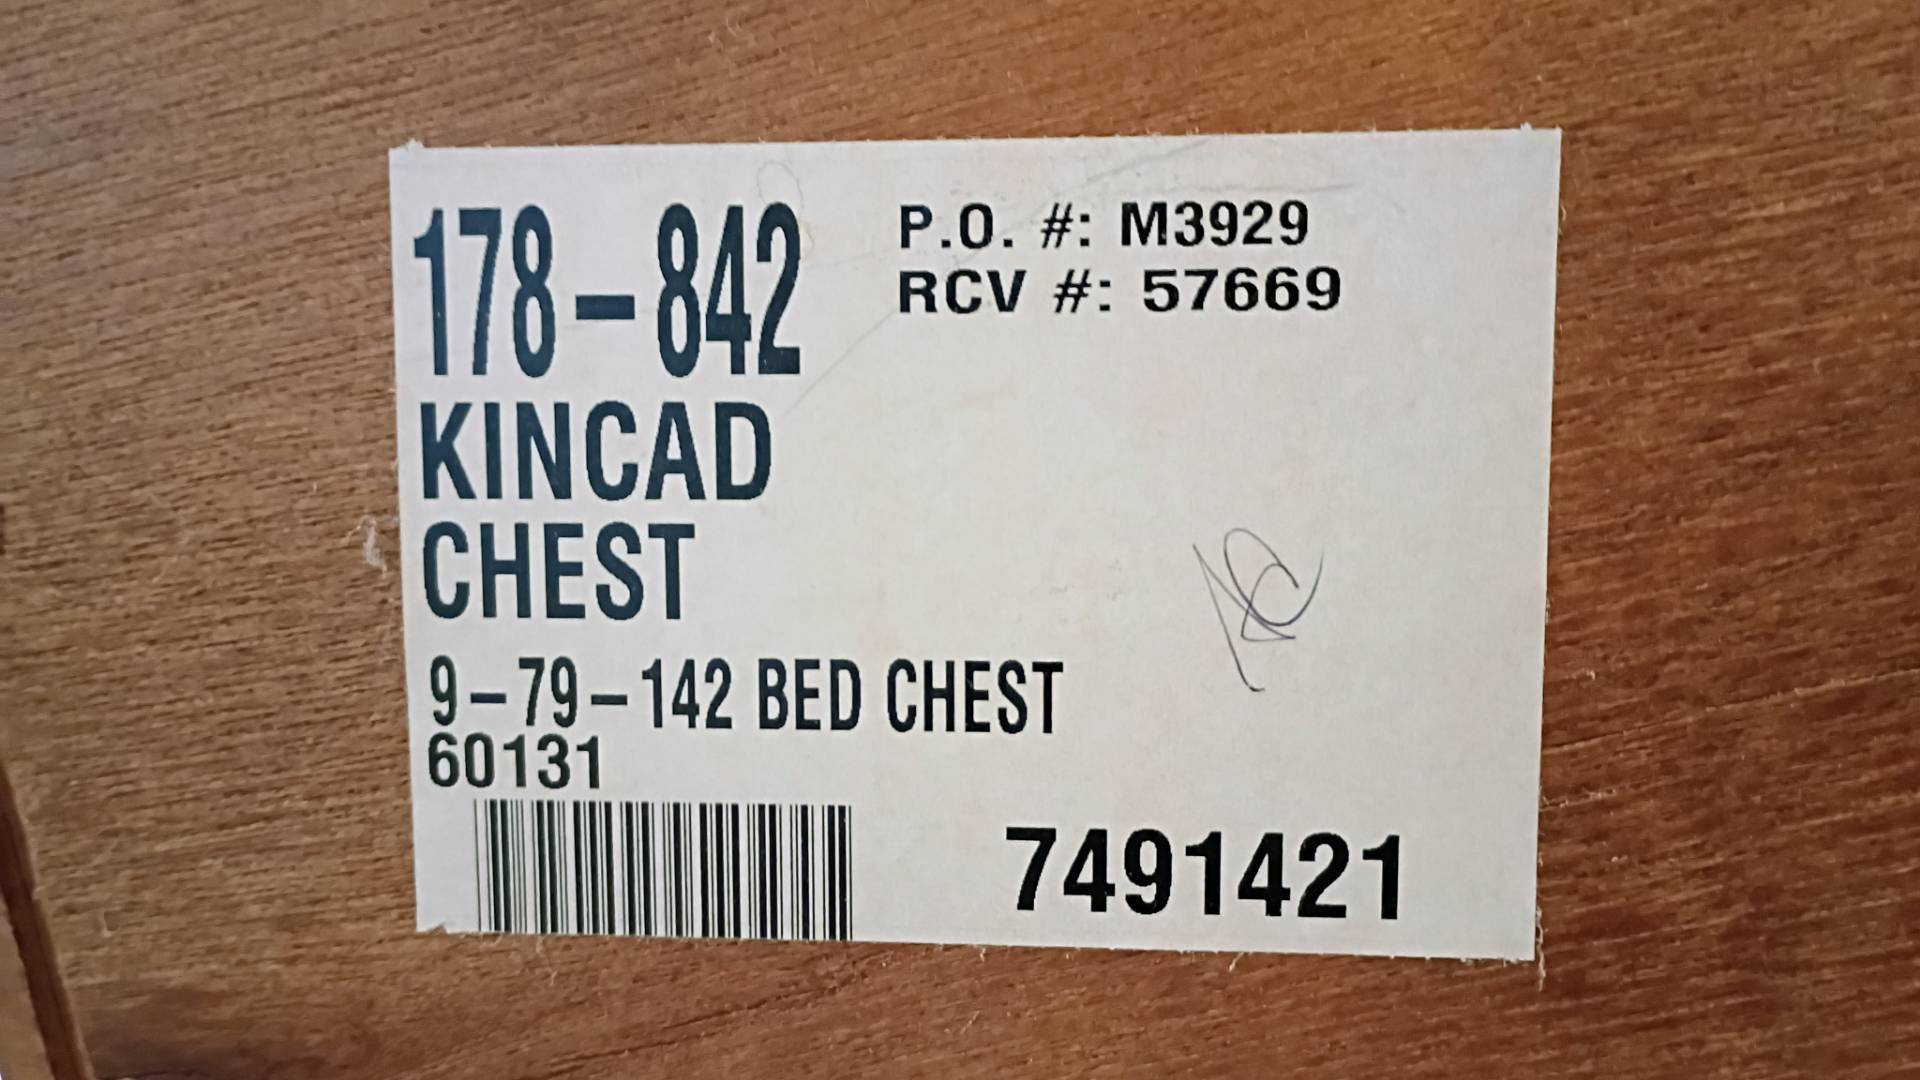 178-842
P.O. #: M3929
RCV #: 57669
KINCAD
CHEST
9-79-142 BED CHEST
60131
7491421